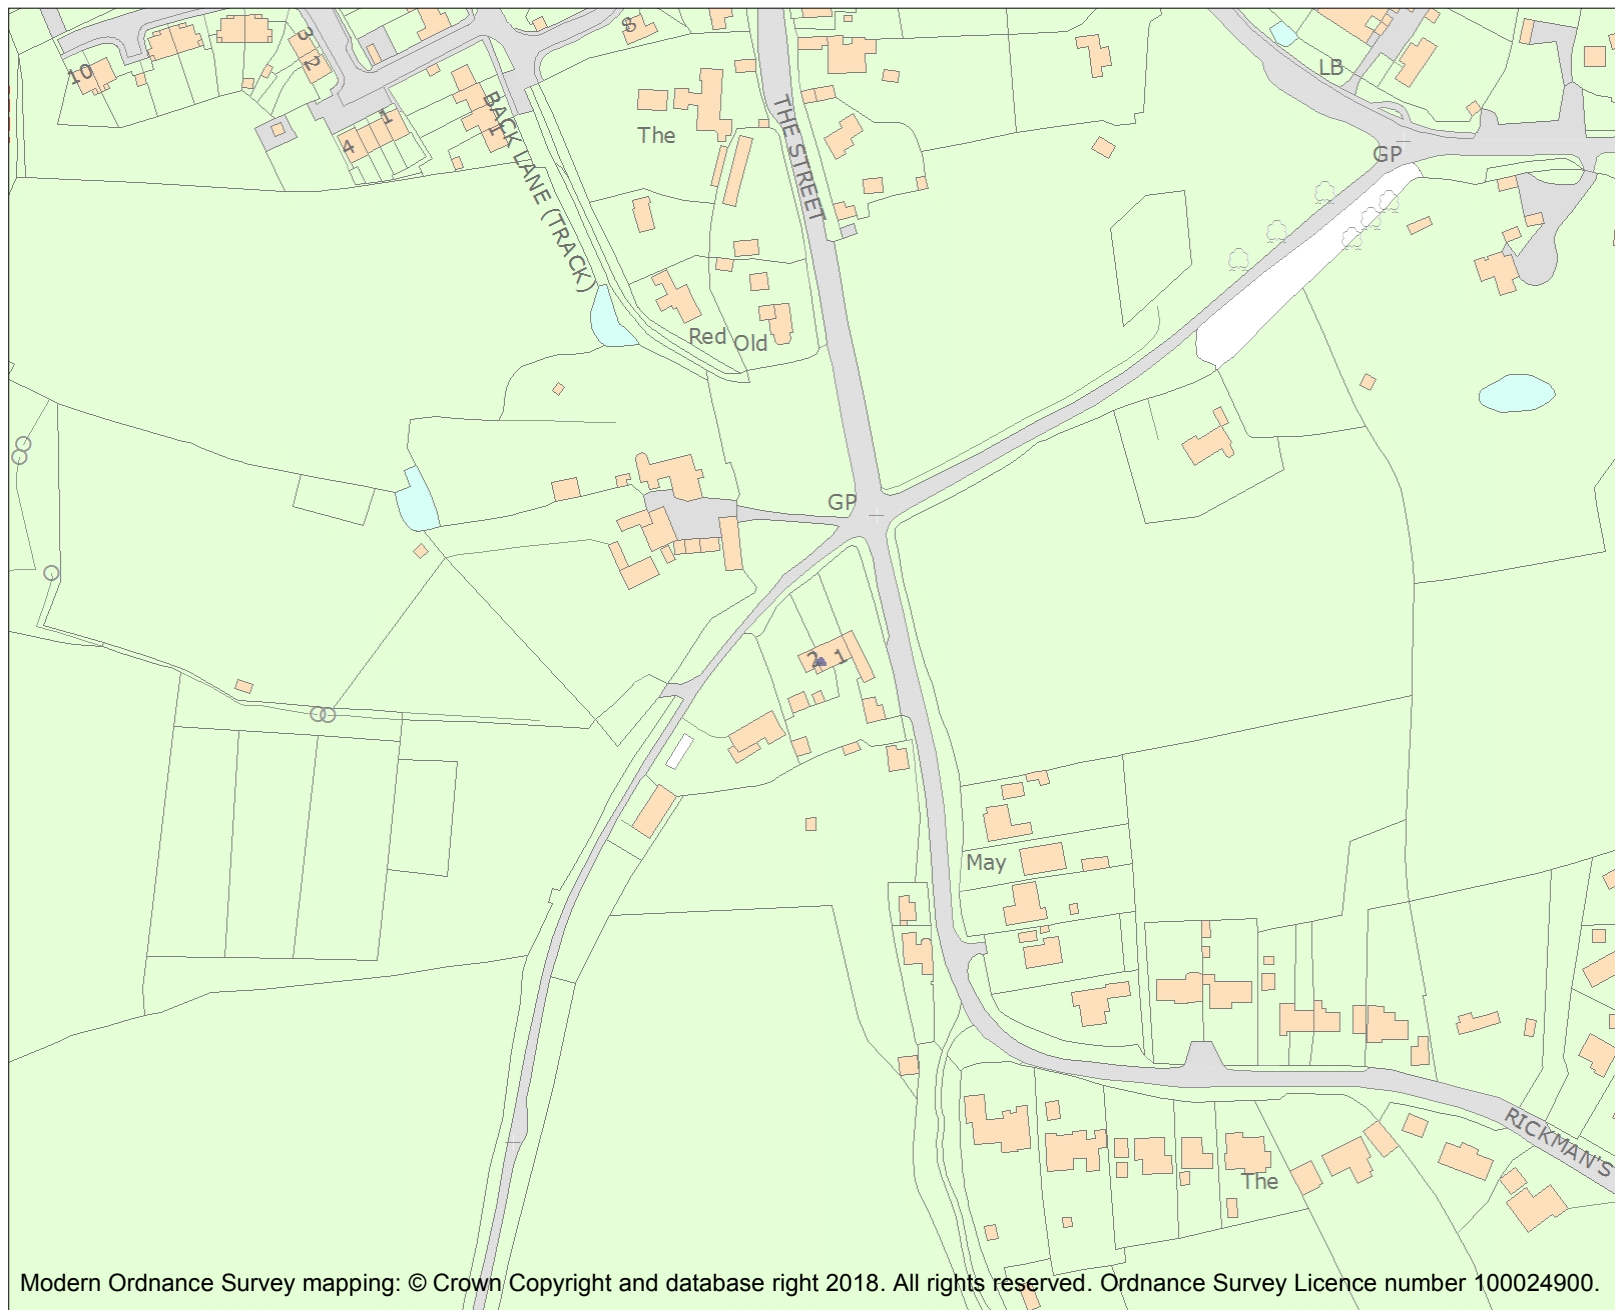 8
3
2
10
LB
1
4
1
BACK LANE (TRACK)
The
THE STREET
GP
Red
Old
GP
2
1
May
RICKMAN'S
The
Modern Ordnance Survey mapping: © Crown Copyright and database right 2018. All rights reserved. Ordnance Survey Licence number 100024900.